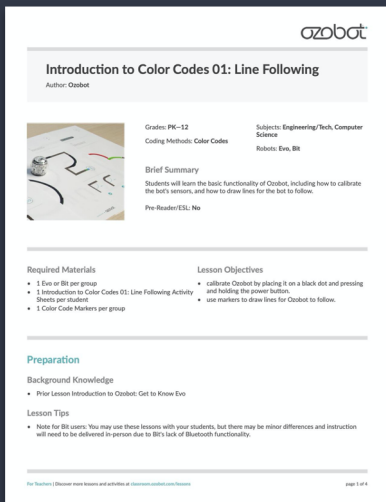 ozobot
Introduction to Color Codes 01: Line Following
Author: Ozobot
Grades: PK—12
Coding Methods: Color Codes
Subjects: Engineering/Tech, Computer
Science
Robots: Evo, Bit
Brief Summary
Students will learn the basic functionality of Ozobot, including how to calibrate
the bot's sensors, and how to draw lines for the bot to follow.
Pre-Reader/ESL: No
Required Materials
• 1 Evo or Bit per group
• 1 Introduction to Color Codes 01: Line Following Activity
Sheets per student
• 1 Color Code Markers per group
Lesson Objectives
• calibrate Ozobot by placing it on a black dot and pressing
and holding the power button.
• use markers to draw lines for Ozobot to follow.
Preparation
Background Knowledge
• Prior Lesson Introduction to Ozobot: Get to Know Evo
Lesson Tips
• Note for Bit users: You may use these lessons with your students, but there may be minor differences and instruction
will need to be delivered in-person due to Bit's lack of Bluetooth functionality.
For Teachers | Discover more lessons and activities at classroom.ozobot.com/lessons
page 1 of 4